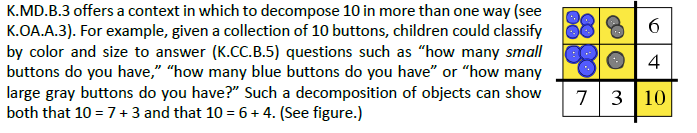 K.MD.B.3 offers a context in which to decompose 10 in more than one way (see
K.OA.A.3). For example, given a collection of 10 buttons, children could classify
by color and size to answer (K.CC.B.5) questions such as “how many small
buttons do you have,” “how many blue buttons do you have” or “how many
large gray buttons do you have?” Such a decomposition of objects can show
both that 10 = 7 + 3 and that 10 = 6 + 4. (See figure.)
6
4
7 3 10